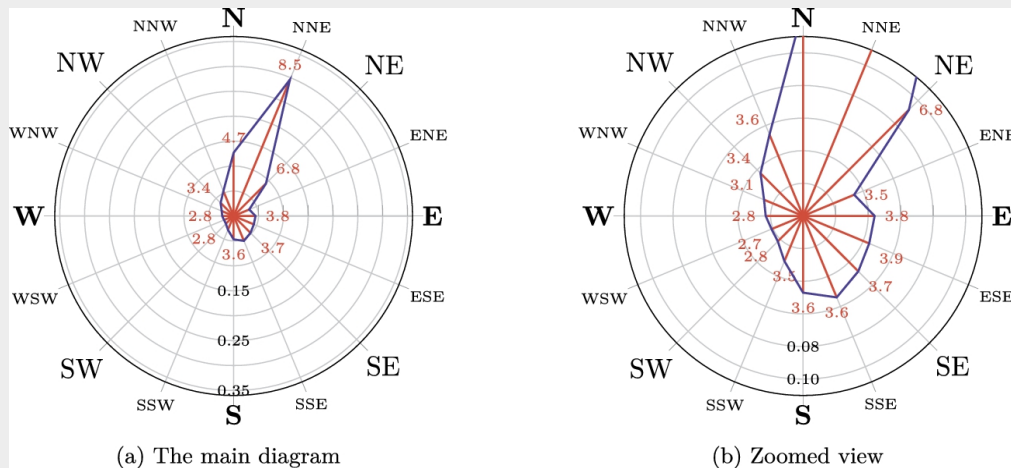 N
NNW
NNE
NW
NE
8.5
WNW
ENE
4.7
6.8
3.4
W
2.8
3.8
E
2.8
3.7
3.6
WSW
ESE
0.15
0.25
SW
SE
0.35
SSW
SSE
S
(a) The main diagram
N
NNW
NNE
NW
NE
6.8
3.6
WNW
ENE
3.4
3.1
3.5
W
2.8
3.8
E
2.7
2.8
3.9
3.5
3.7
WSW
ESE
3.6
3.6
0.08
SW
SE
0.10
SSW
SSE
S
(b) Zoomed view